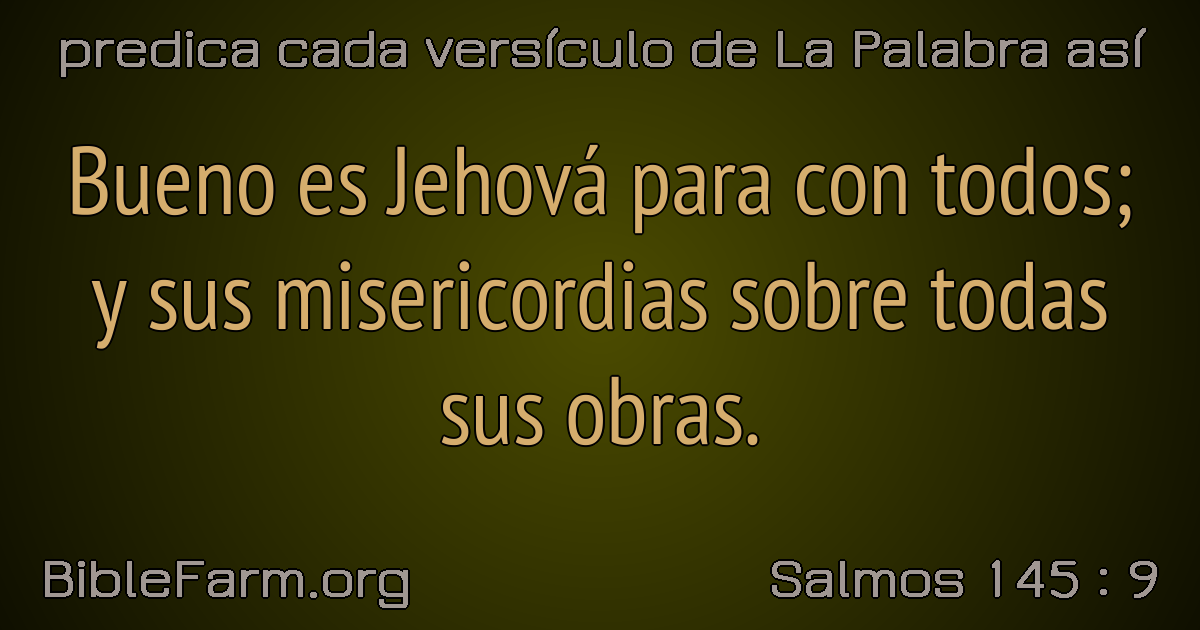 predica cada versículo de La Palabra así
Bueno es Jehová para con todos;
y sus misericordias sobre todas
sus obras.
BibleFarm.org
Salmos 145 : 9